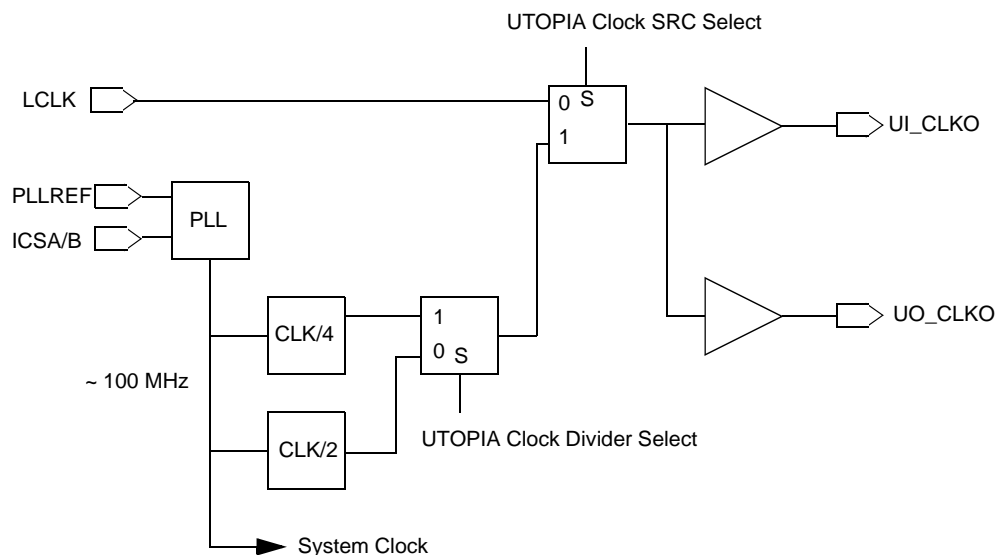 UTOPIA Clock SRC Select
LCLK
0 S
1
UI_CLKO
PLLREF
ICSA/B
PLL
CLK/4
1
0 S
UO_CLKO
~ 100 MHz
CLK/2
UTOPIA Clock Divider Select
System Clock